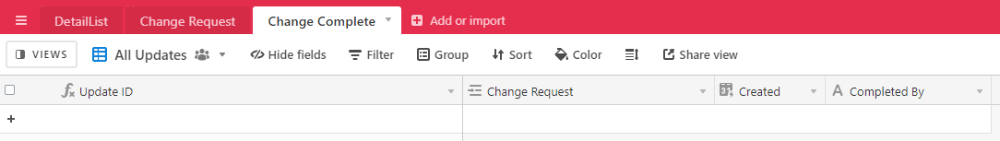 DetailList Change Request Change Complete Add or import
VIEWS All Updates Hide fields Filter Group Sort Color Share view
Update ID Change Request Created Completed By